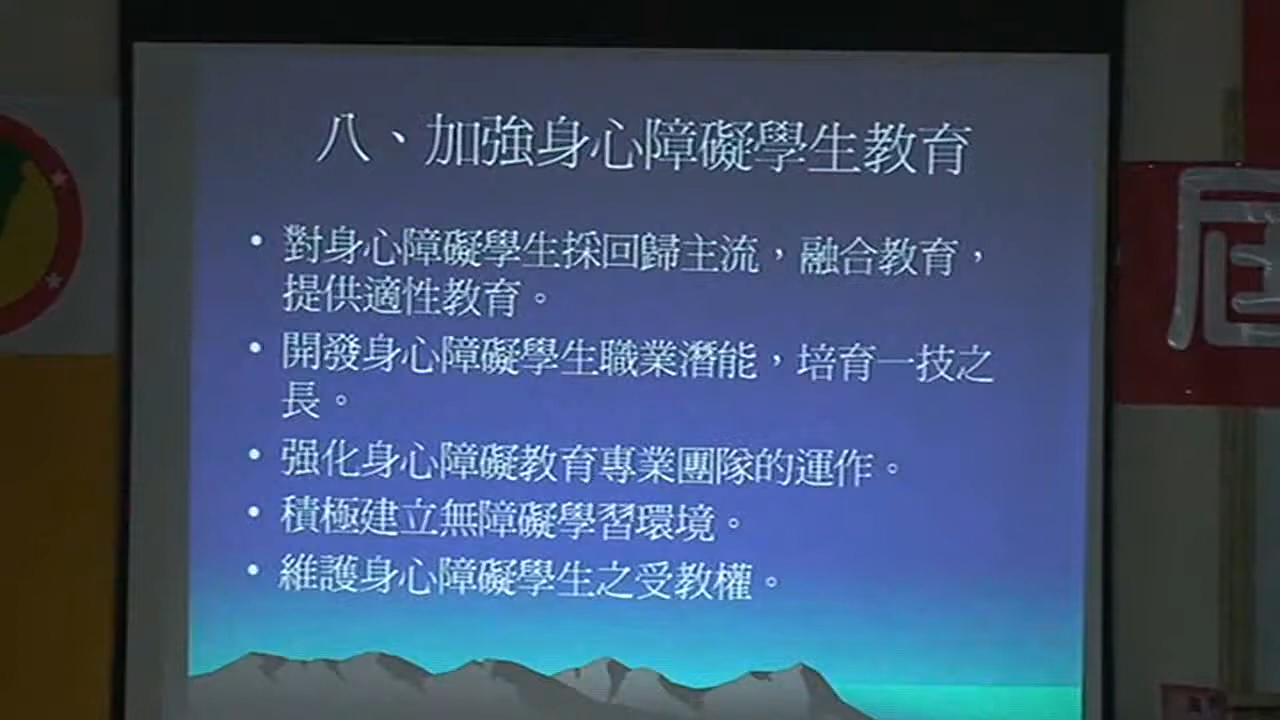 八、加強身心障礙學生教育
• 對身心障礙學生採回歸主流，融合教育，
提供適性教育。
• 開發身心障礙學生職業潛能，培育一技之
長。
• 强化身心障礙教育專業團隊的運作。
• 積極建立無障礙學習環境。
• 維護身心障礙學生之受教權。
屆